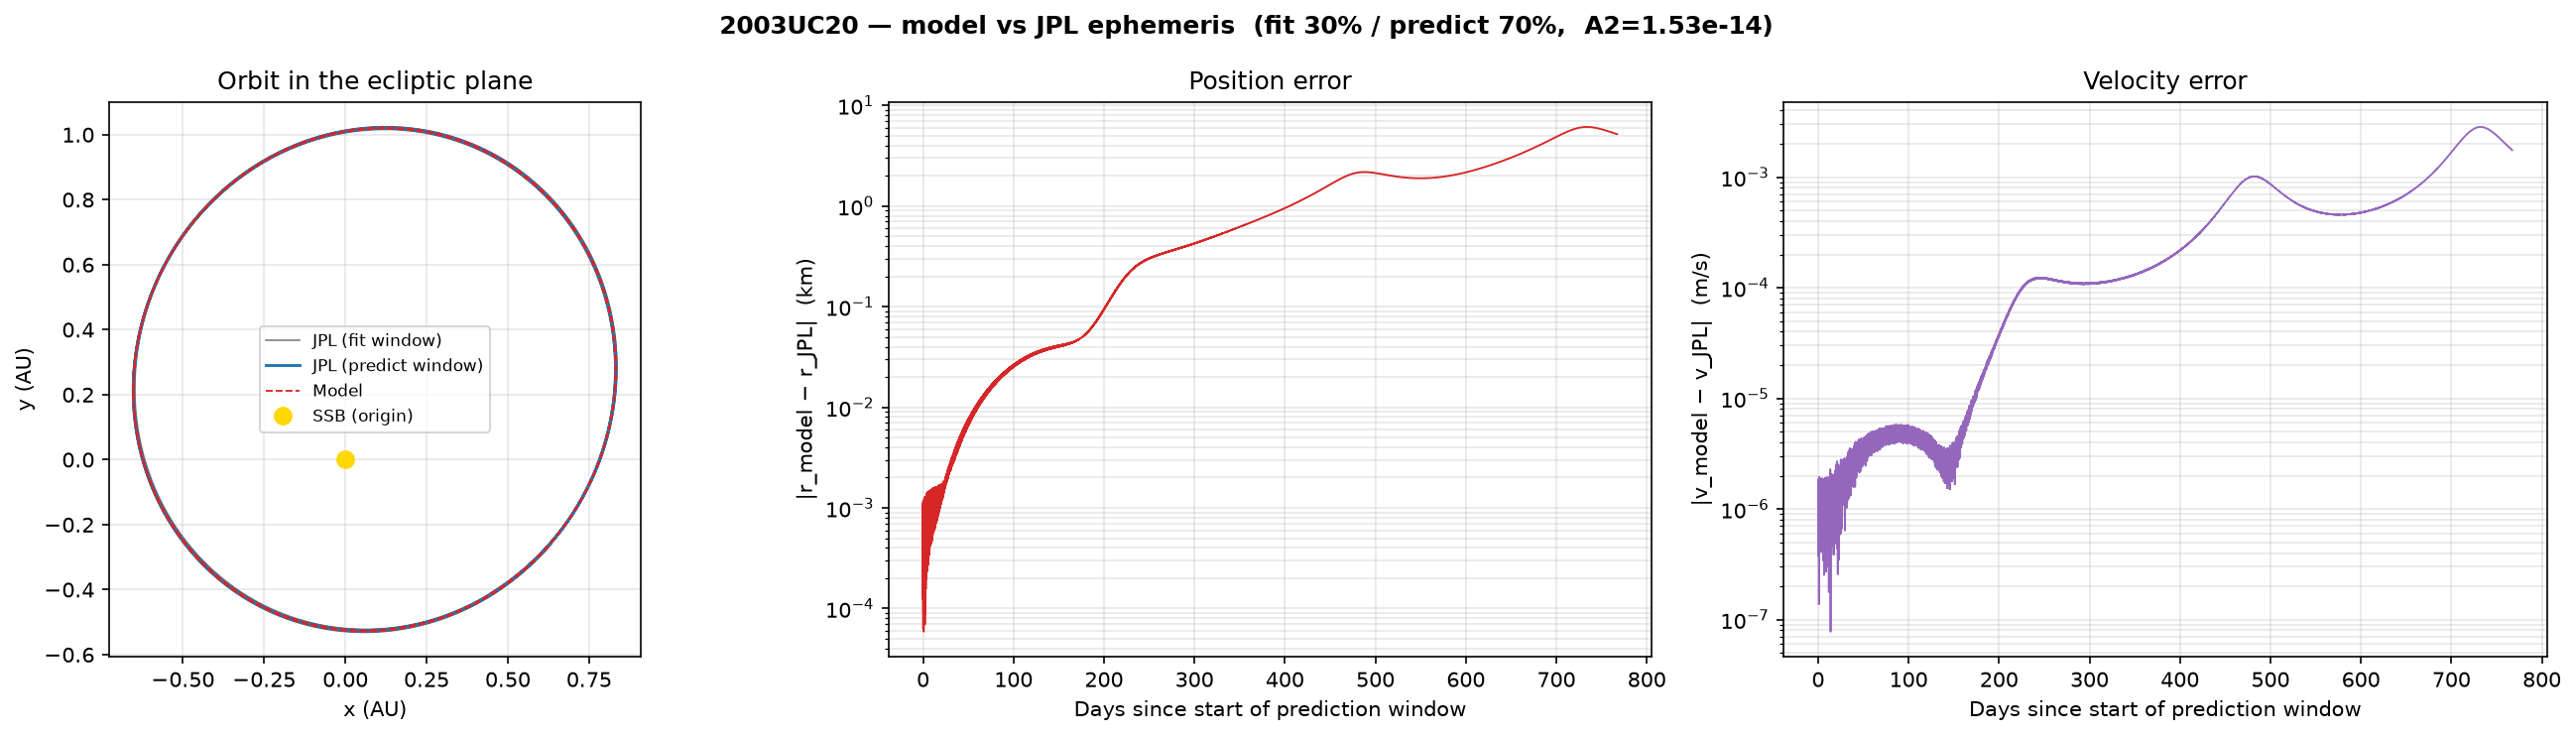 2003UC20 — model vs JPL ephemeris  (fit 30% / predict 70%,  A2=1.53e-14)
Orbit in the ecliptic plane
1.0
0.8
0.6
0.4
0.2
0.0
−0.2
−0.4
−0.6
y (AU)
JPL (fit window)
JPL (predict window)
Model
SSB (origin)
−0.50 −0.25 0.00 0.25 0.50 0.75
x (AU)
Position error
10¹
10⁰
10⁻¹
10⁻²
10⁻³
10⁻⁴
|r_model − r_JPL| (km)
0 100 200 300 400 500 600 700 800
Days since start of prediction window
Velocity error
10⁻³
10⁻⁴
10⁻⁵
10⁻⁶
10⁻⁷
|v_model − v_JPL| (m/s)
0 100 200 300 400 500 600 700 800
Days since start of prediction window